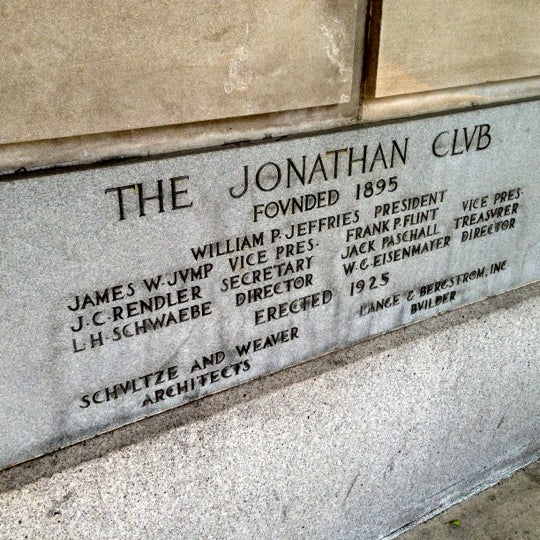 THE JONATHAN CLVB
FOVNDED 1895
WILLIAM P. JEFFRIES PRESIDENT
JAMES W. JVMP VICE PRES- FRANK P. FLINT VICE PRES-
J. C. RENDLER SECRETARY JACK PASCHALL TREASVRER
L. H. SCHWAEBE DIRECTOR W. G. EISENMAYER DIRECTOR
ERECTED 1925
SCHVLTZE AND WEAVER LANGE & BERGSTROM, INC.
ARCHITECTS BVILDER